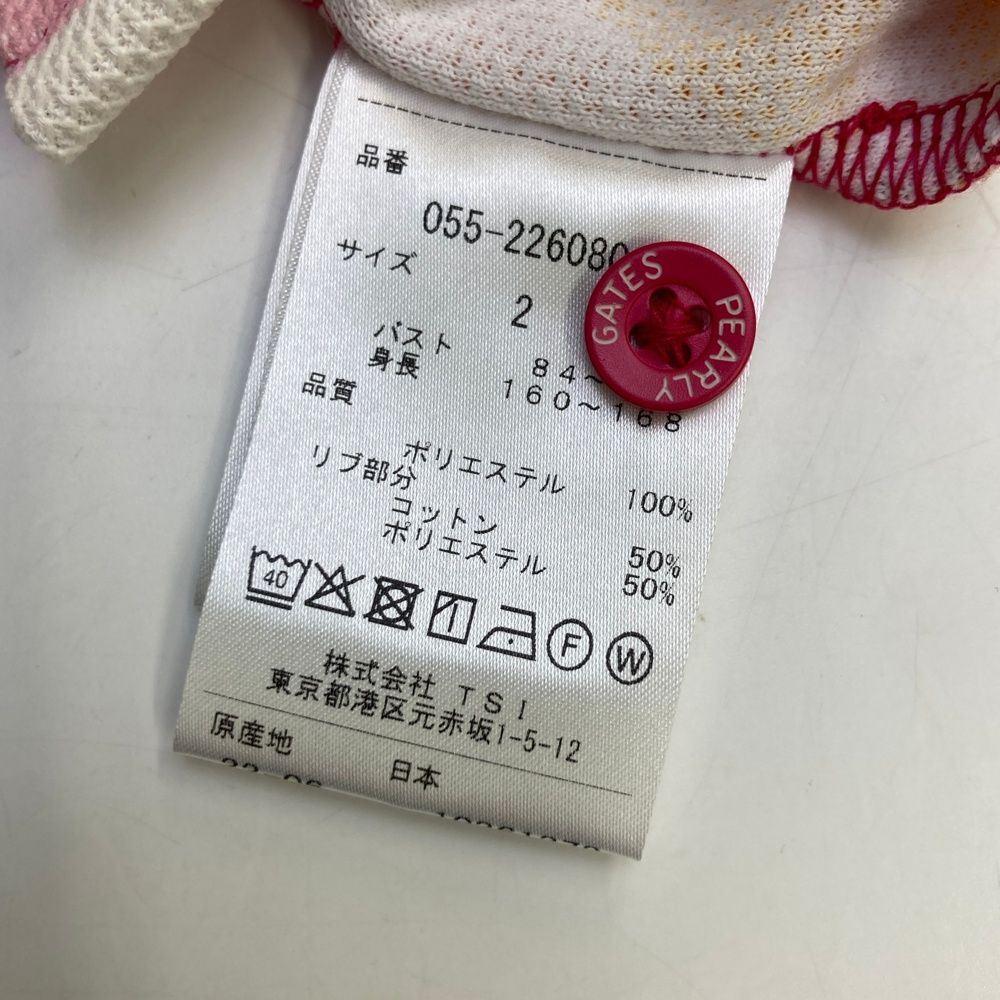 品番
055-226080
サイズ
2
バスト 84~
身長 160~168
品質
ポリエステル 100%
リブ部分
コットン 50%
ポリエステル 50%
40
F W
株式会社 TSI
東京都港区元赤坂1-5-12
原産地
日本
PEARLY GATES